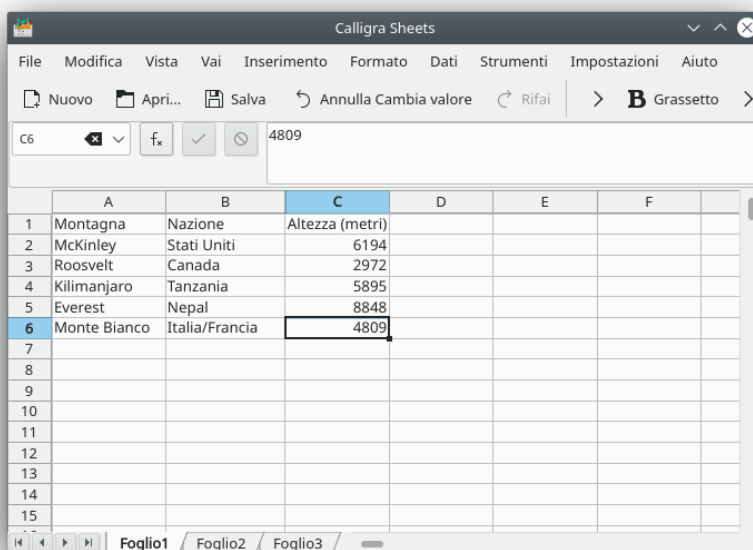 Calligra Sheets
File Modifica Vista Vai Inserimento Formato Dati Strumenti Impostazioni Aiuto
Nuovo Apri... Salva Annulla Cambia valore Rifai B Grassetto
C6 fx 4809
A B C D E F
1 Montagna Nazione Altezza (metri)
2 McKinley Stati Uniti 6194
3 Roosvelt Canada 2972
4 Kilimanjaro Tanzania 5895
5 Everest Nepal 8848
6 Monte Bianco Italia/Francia 4809
7
8
9
10
11
12
13
14
15
Foglio1 Foglio2 Foglio3